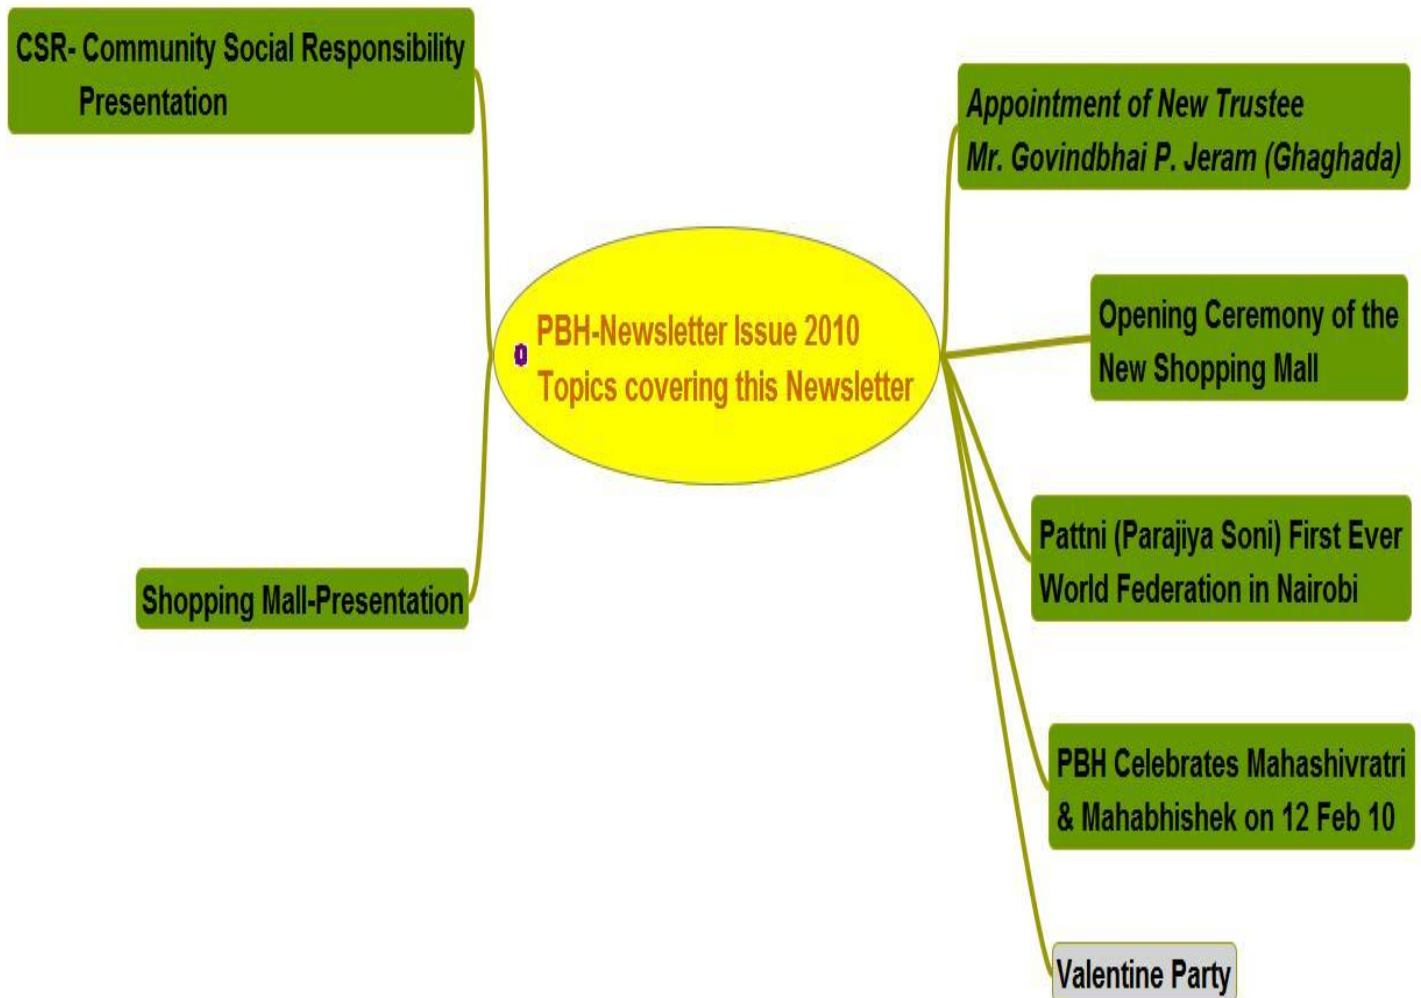 CSR- Community Social Responsibility
Presentation
Appointment of New Trustee
Mr. Govindbhai P. Jeram (Ghaghada)
PBH-Newsletter Issue 2010
Topics covering this Newsletter
Opening Ceremony of the
New Shopping Mall
Pattni (Parajiya Soni) First Ever
World Federation in Nairobi
Shopping Mall-Presentation
PBH Celebrates Mahashivratri
& Mahabhishek on 12 Feb 10
Valentine Party